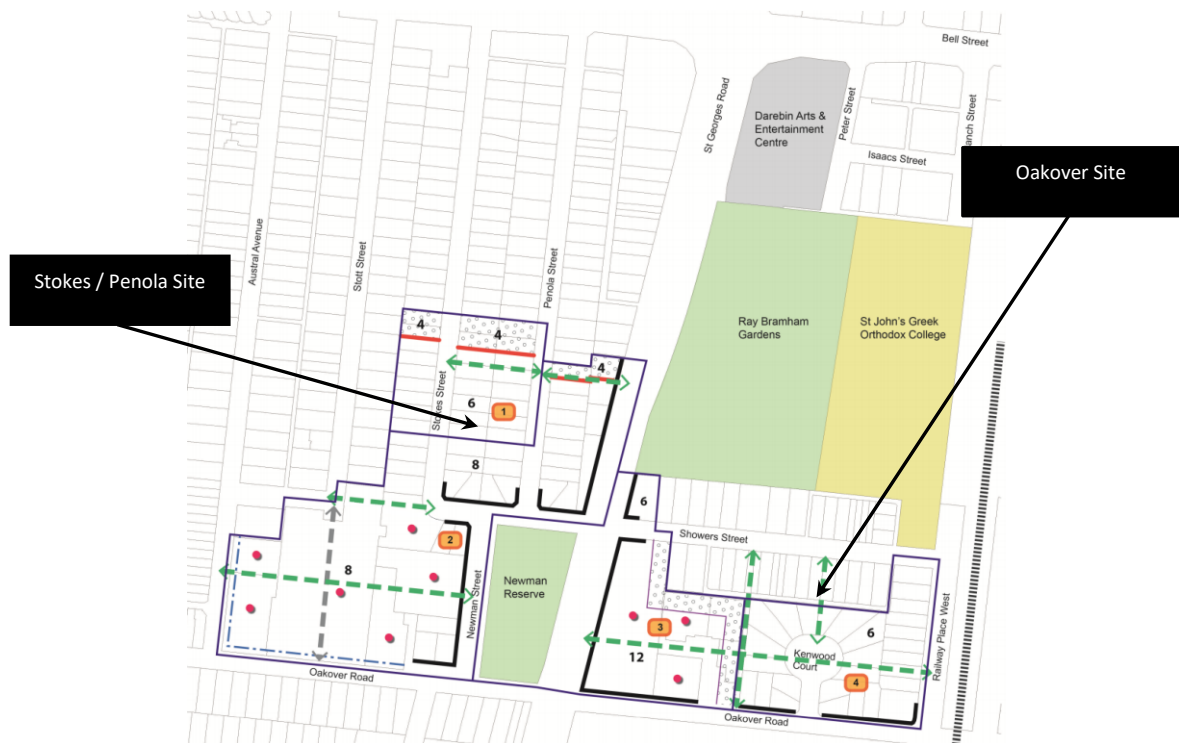 Bell Street
St Georges Road
Darebin Arts &
Entertainment
Centre
Peter Street
anch Street
Isaacs Street
Oakover Site
Austral Avenue
Stott Street
Penola Street
Stokes / Penola Site
Ray Bramham
Gardens
St John's Greek
Orthodox College
4
4
4
Stokes Street
6
1
8
6
Showers Street
2
8
Newman Street
Newman
Reserve
3
12
6
Kenwood
Court
4
Railway Place West
Oakover Road
Oakover Road